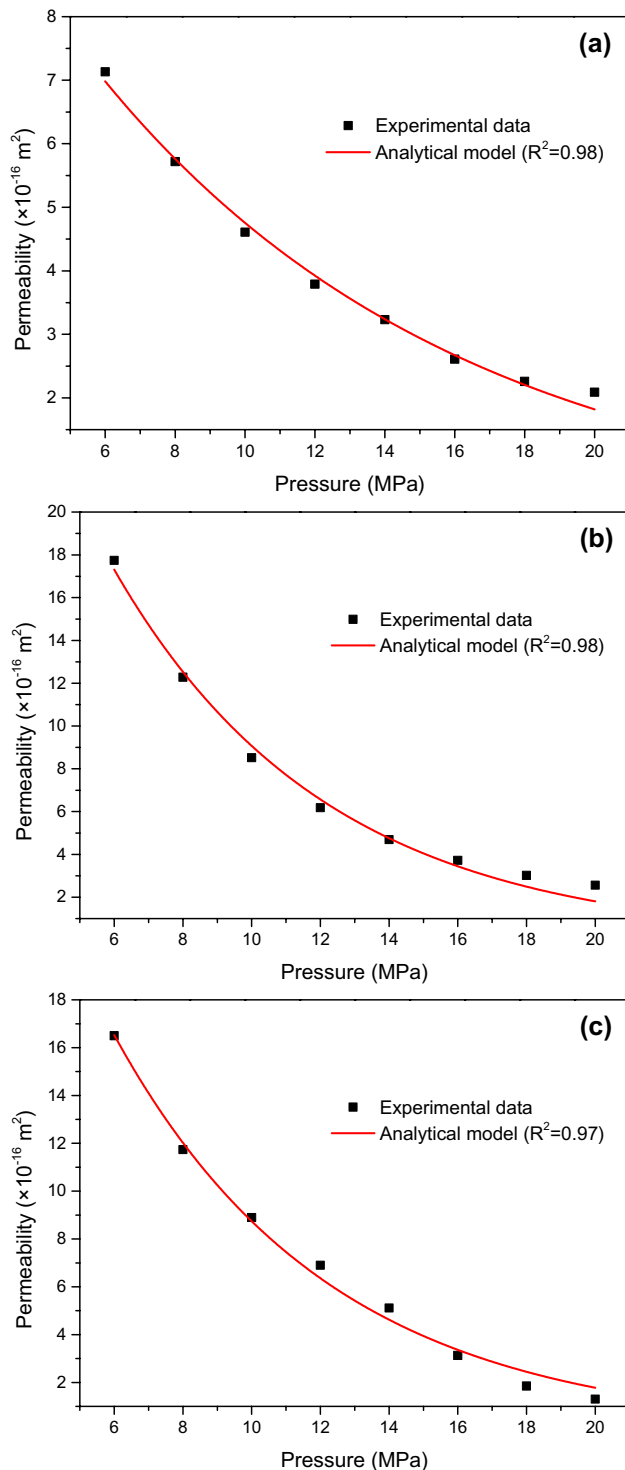 (a)
8
7
6
5
4
3
2
Permeability (×10⁻¹⁶ m²)
Experimental data
Analytical model (R²=0.98)
6 8 10 12 14 16 18 20
Pressure (MPa)
(b)
20
18
16
14
12
10
8
6
4
2
Permeability (×10⁻¹⁶ m²)
Experimental data
Analytical model (R²=0.98)
6 8 10 12 14 16 18 20
Pressure (MPa)
(c)
18
16
14
12
10
8
6
4
2
Permeability (×10⁻¹⁶ m²)
Experimental data
Analytical model (R²=0.97)
6 8 10 12 14 16 18 20
Pressure (MPa)